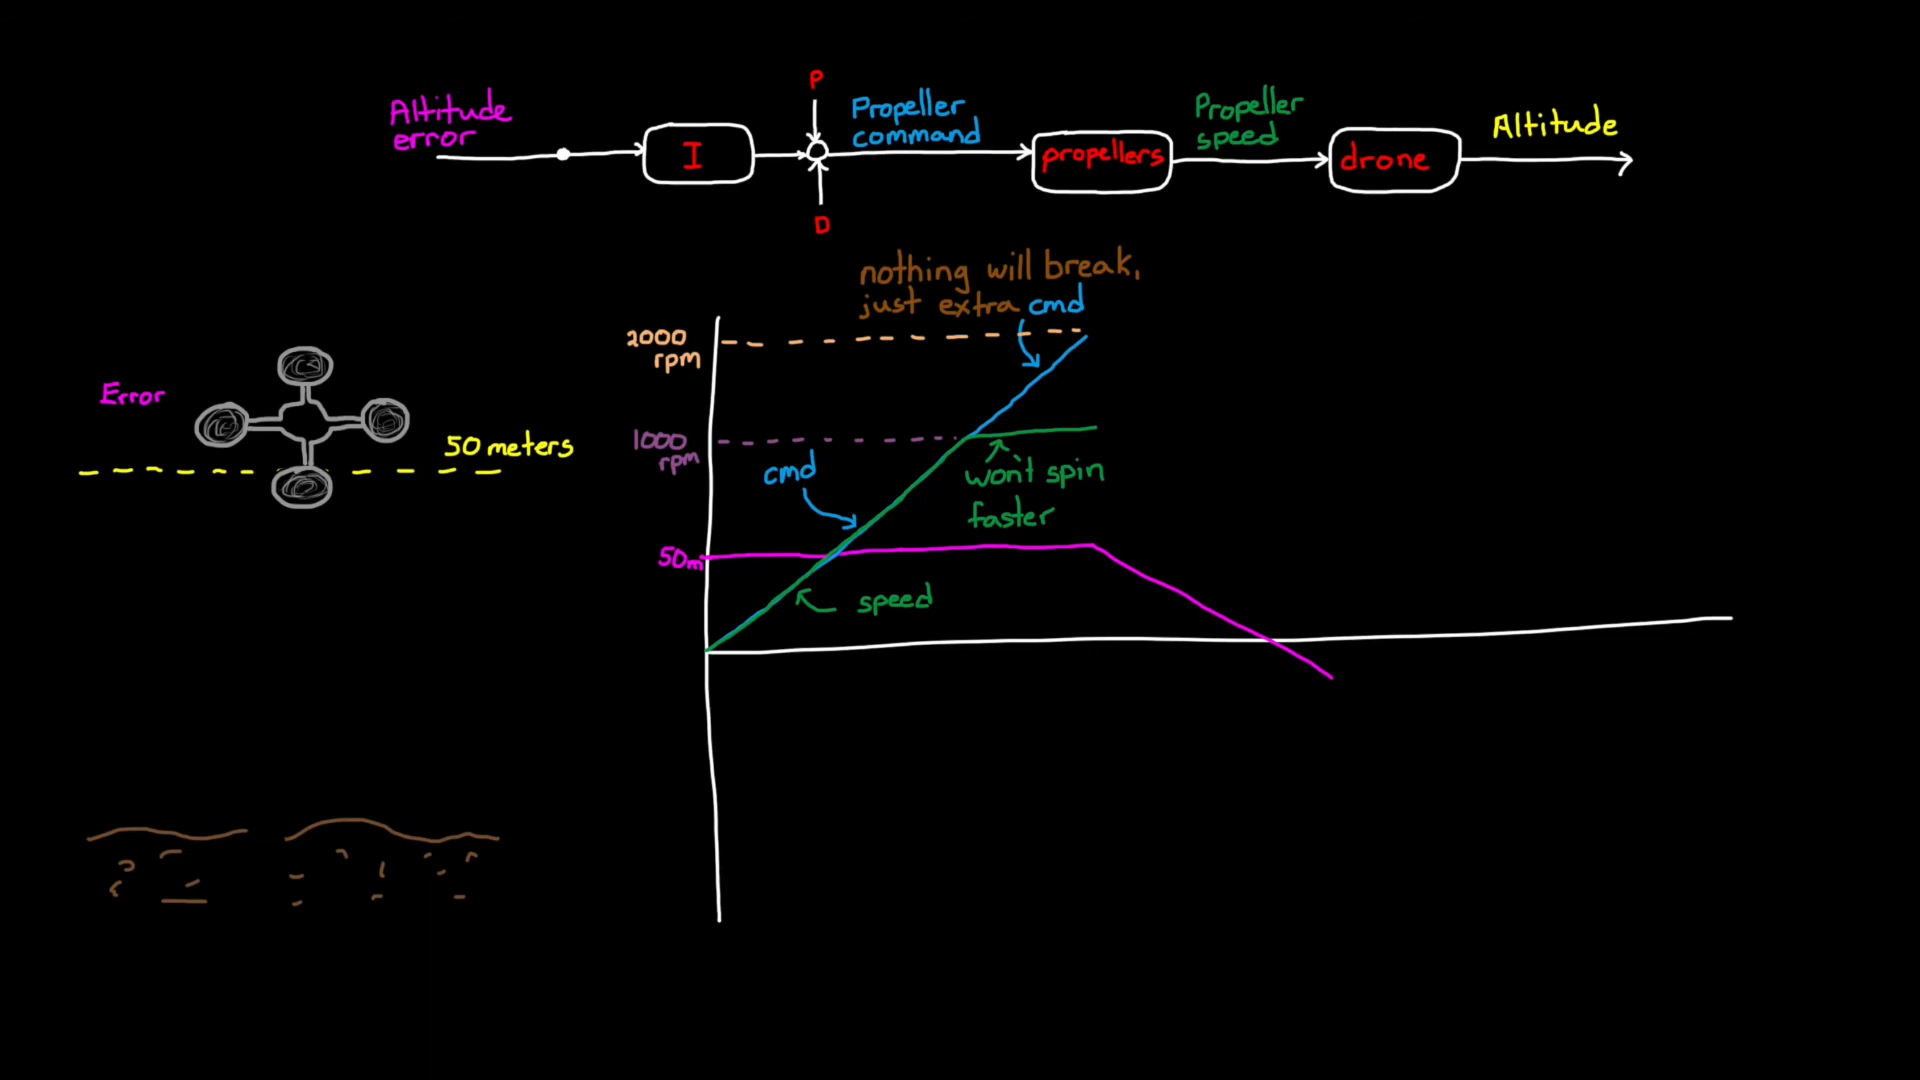 P
Altitude
error
I
Propeller
command
propellers
Propeller
speed
drone
Altitude
D
nothing will break,
just extra cmd
2000
rpm
Error
50 meters
1000
rpm
cmd
won't spin
faster
50m
speed